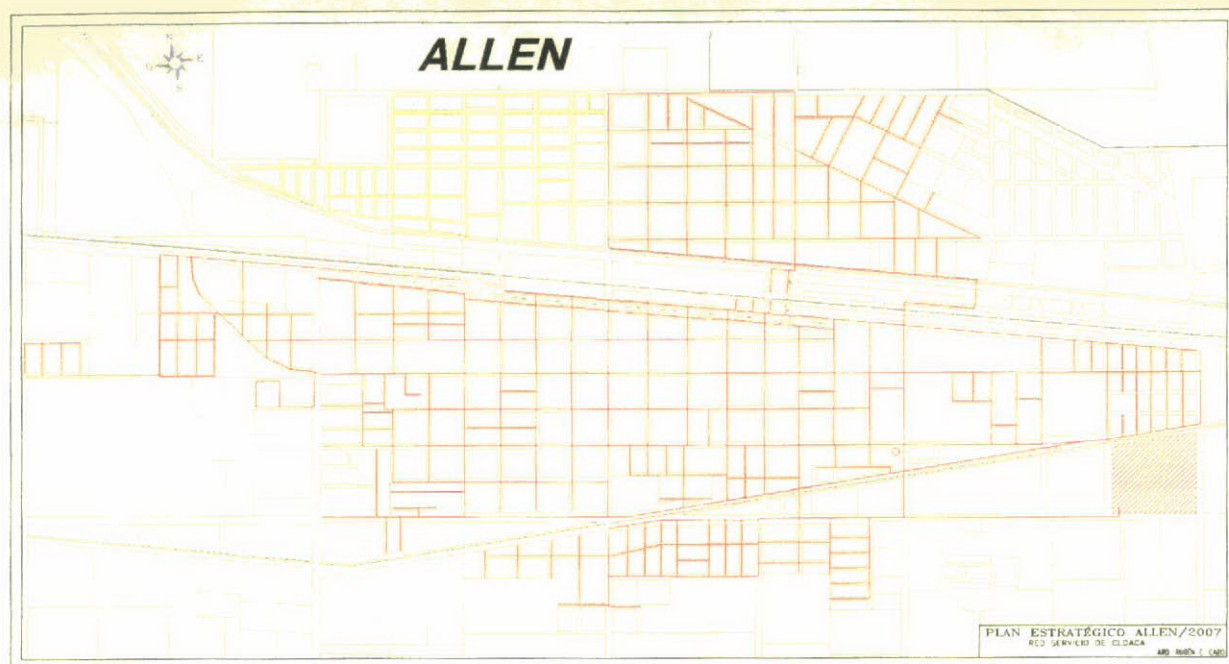 ALLEN
N
O E
S
PLAN ESTRATÉGICO ALLEN/2007
RED SERVICIO DE CLOACA